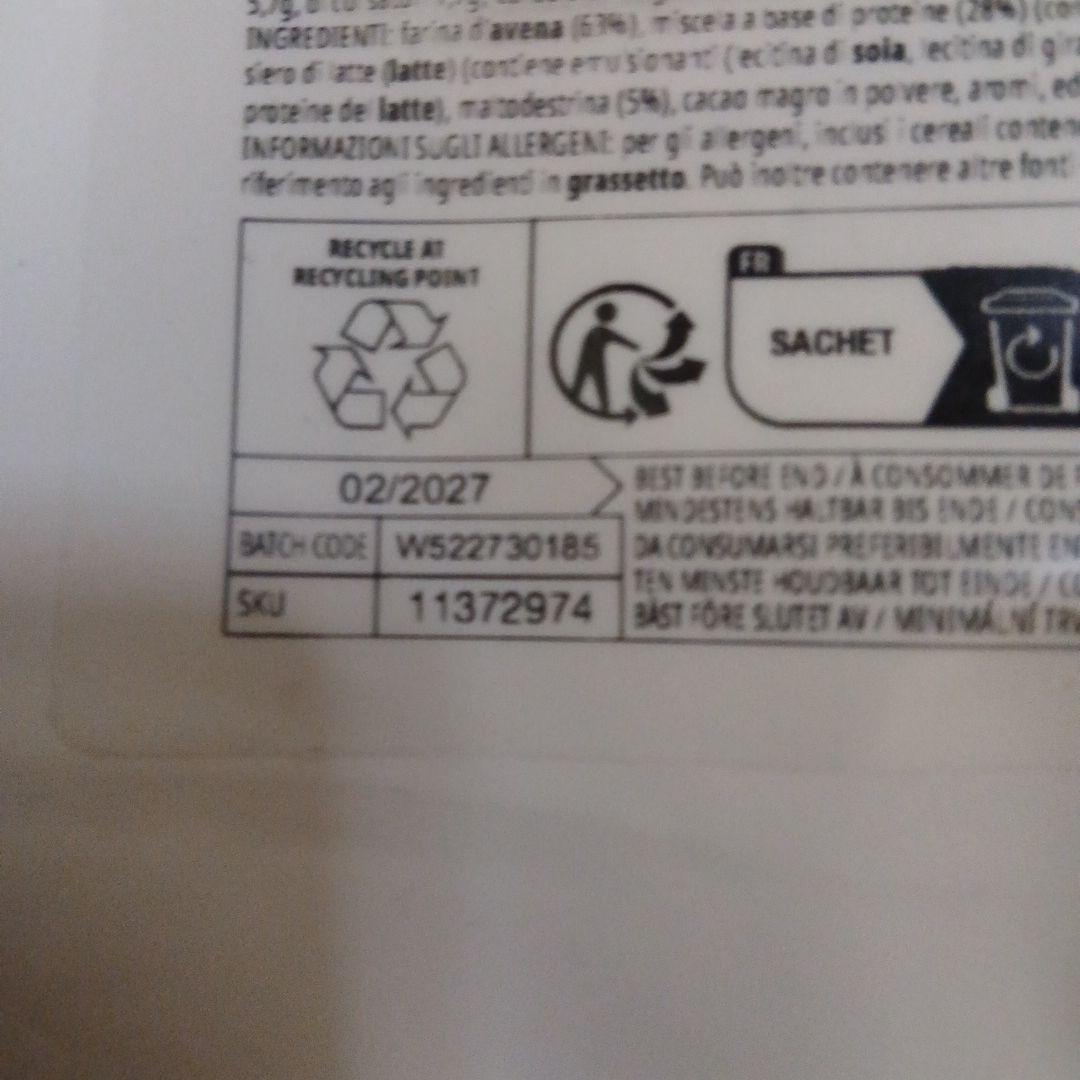 INGREDIENTI: farina d'avena (63%), miscela a base di proteine (28%)
siero di latte (latte) (contiene emulsionanti (lecitina di soia, lecitina di
proteine del latte), maltodestrina (5%), cacao magro in polvere, aromi,
INFORMAZIONI SUGLI ALLERGENI: per gli allergeni, inclusi i cereali
riferimento agli ingredienti in grassetto. Può inoltre contenere altre fonti
RECYCLE AT
RECYCLING POINT
FR
SACHET
02/2027
BATCH CODE W522730185
SKU 11372974
BEST BEFORE END / À CONSOMMER DE
MINDESTENS HALTBAR BIS ENDE /
DA CONSUMARSI PREFERIBILMENTE
TEN MINSTE HOUDBAAR TOT EINDE /
BÄST FÖRE SLUTET AV / MINIMÁLNÍ